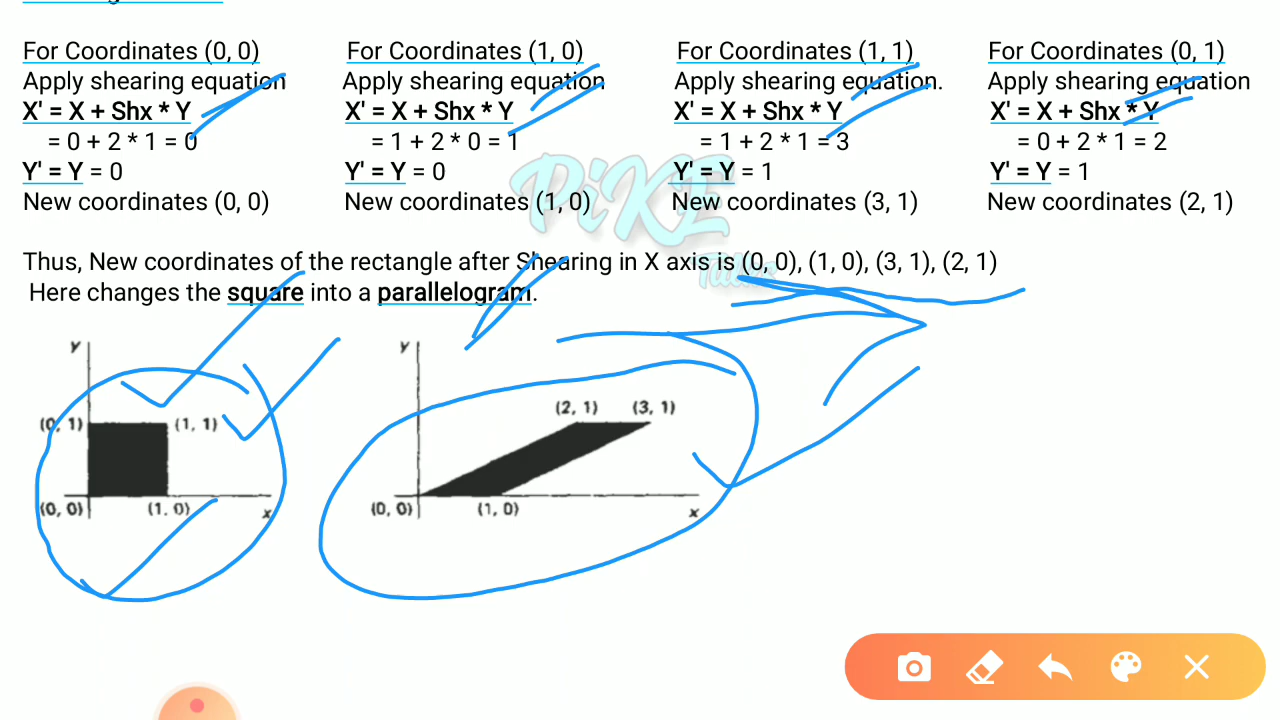 For Coordinates (0, 0)
Apply shearing equation
X' = X + Shx * Y
= 0 + 2 * 1 = 0
Y' = Y = 0
New coordinates (0, 0)
For Coordinates (1, 0)
Apply shearing equation
X' = X + Shx * Y
= 1 + 2 * 0 = 1
Y' = Y = 0
New coordinates (1, 0)
For Coordinates (1, 1)
Apply shearing equation.
X' = X + Shx * Y
= 1 + 2 * 1 = 3
Y' = Y = 1
New coordinates (3, 1)
For Coordinates (0, 1)
Apply shearing equation
X' = X + Shx * Y
= 0 + 2 * 1 = 2
Y' = Y = 1
New coordinates (2, 1)
PiKE
Thus, New coordinates of the rectangle after Shearing in X axis is (0, 0), (1, 0), (3, 1), (2, 1)
Here changes the square into a parallelogram.
Y
(0, 1) (1, 1)
(0, 0) (1, 0) x
Y
(2, 1) (3, 1)
(0, 0) (1, 0) x